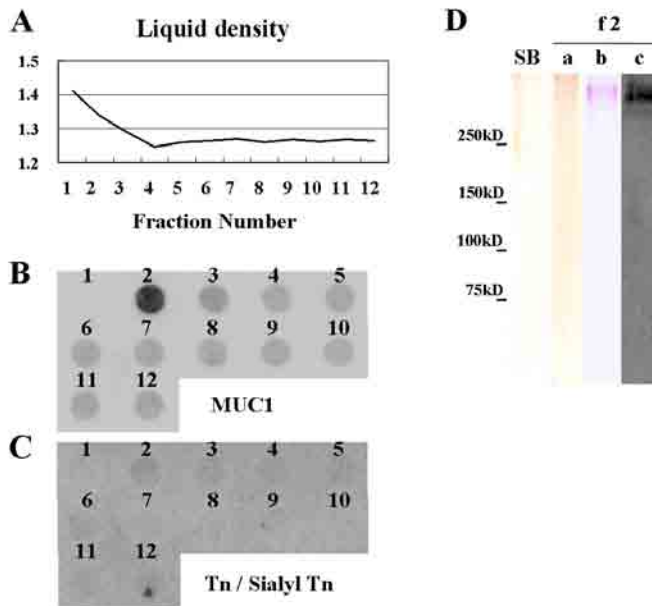 A
Liquid density
1.5
1.4
1.3
1.2
1 2 3 4 5 6 7 8 9 10 11 12
Fraction Number
B
1 2 3 4 5
6 7 8 9 10
11 12
MUC1
C
1 2 3 4 5
6 7 8 9 10
11 12
Tn / Sialyl Tn
D
f 2
SB a b c
250kD
150kD
100kD
75kD